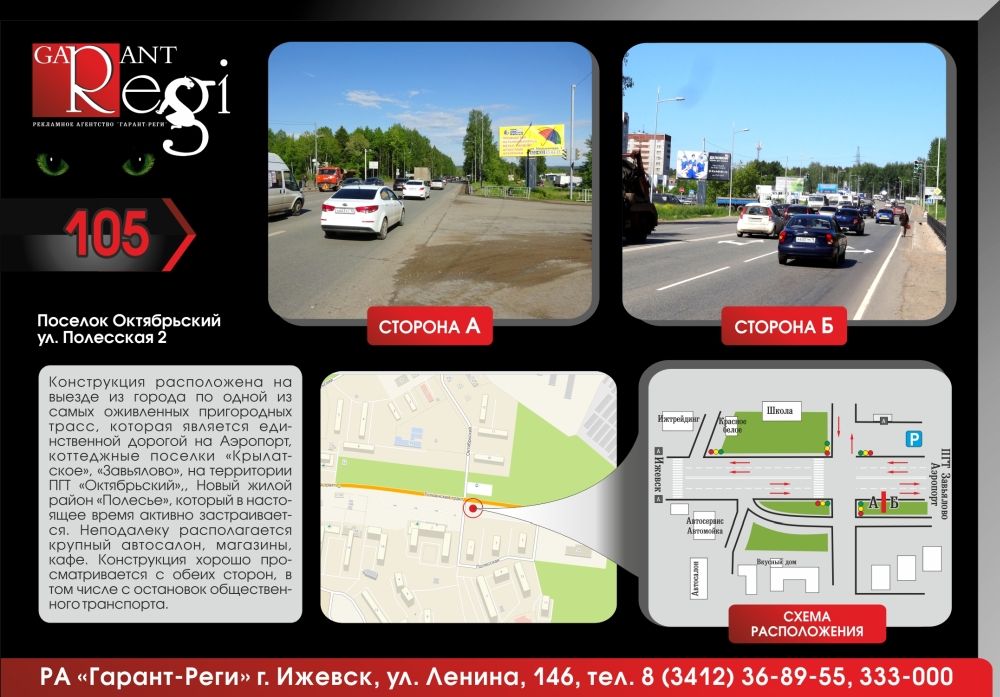 GARANT
Regi
РЕКЛАМНОЕ АГЕНТСТВО "ГАРАНТ-РЕГИ"
105
Поселок Октябрьский
ул. Полесская 2
СТОРОНА А
СТОРОНА Б
Конструкция расположена на
выезде из города по одной из
самых оживленных пригородных
трасс, которая является еди-
нственной дорогой на Аэропорт,
коттеджные поселки «Крылат-
ское», «Завьялово», на территории
ПГТ «Октябрьский»,, Новый жилой
район «Полесье», который в насто-
ящее время активно застраивает-
ся. Неподалеку располагается
крупный автосалон, магазины,
кафе. Конструкция хорошо про-
сматривается с обеих сторон, в
том числе с остановок обществен-
ного транспорта.
Школа
Ижтрейдинг
Красное
белое
P
А
Ижевск
А
ПГТ Завьялово
Аэропорт
А Б
Автосервис
Автомойка
Вкусный дом
Автосалон
СХЕМА
РАСПОЛОЖЕНИЯ
РА «Гарант-Реги» г. Ижевск, ул. Ленина, 146, тел. 8 (3412) 36-89-55, 333-000